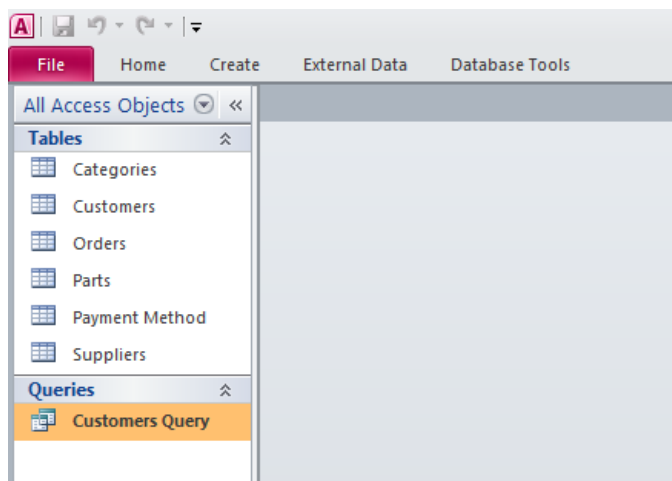 A
File Home Create External Data Database Tools
All Access Objects «
Tables
Categories
Customers
Orders
Parts
Payment Method
Suppliers
Queries
Customers Query